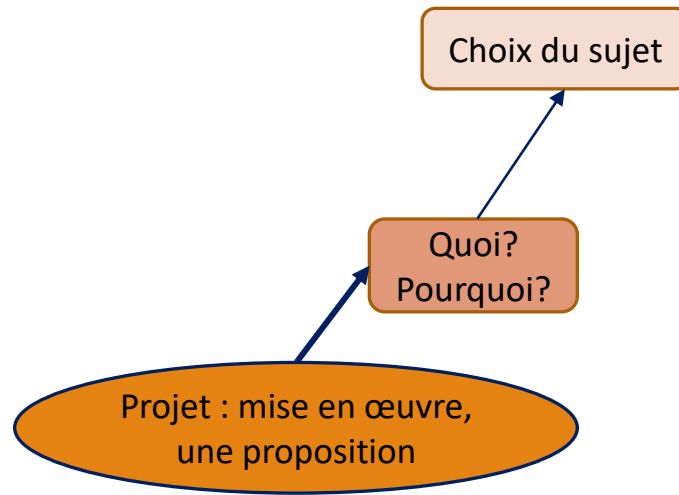 Choix du sujet
Quoi?
Pourquoi?
Projet : mise en œuvre,
une proposition